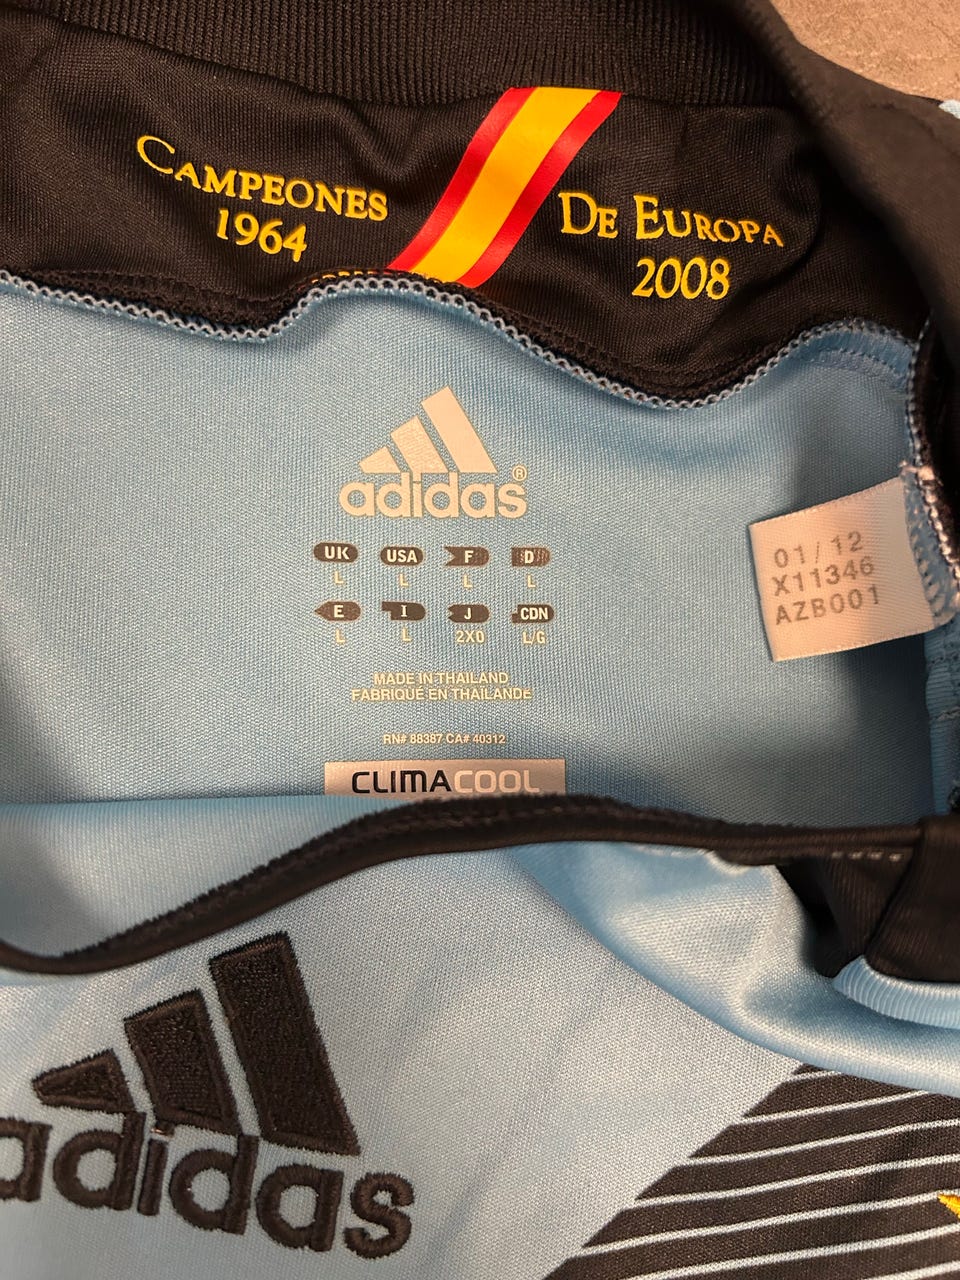 CAMPEONES
1964
DE EUROPA
2008
adidas®
UK USA F D
L L L L
E I J CDN
L L 2XO L/G
MADE IN THAILAND
FABRIQUÉ EN THAÏLANDE
RN# 88387 CA# 40312
CLIMACOOL
01/12
X11346
AZB001
adidas